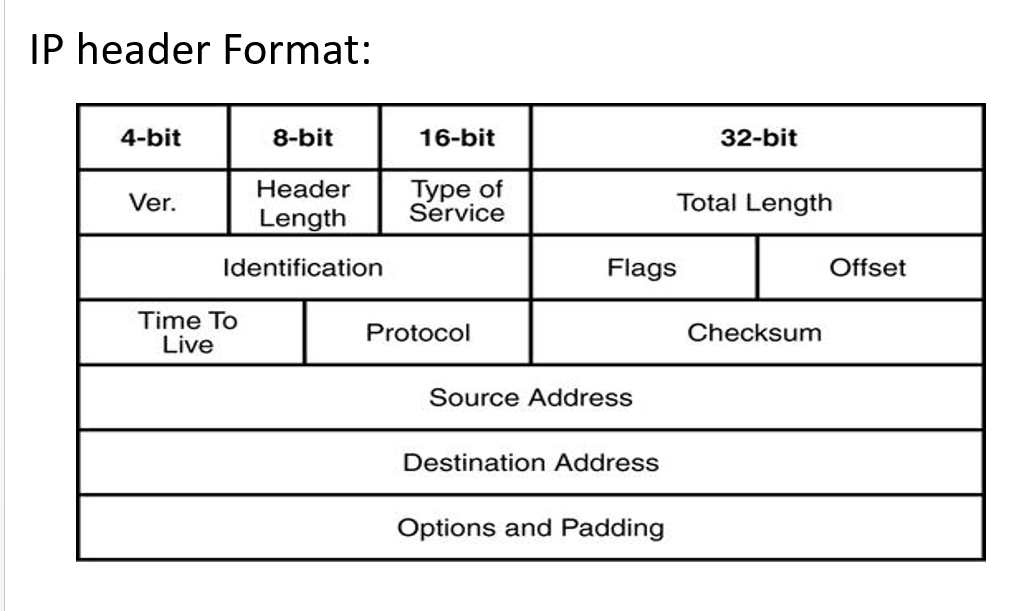 IP header Format:
4-bit 8-bit 16-bit 32-bit
Ver. Header Length Type of Service Total Length
Identification Flags Offset
Time To Live Protocol Checksum
Source Address
Destination Address
Options and Padding